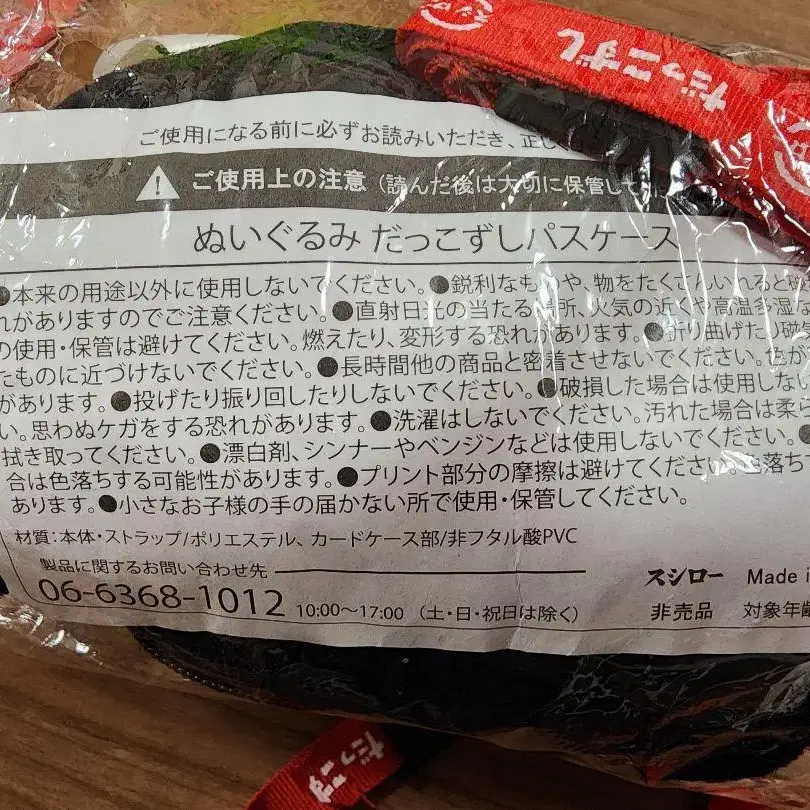 だっこずし
ご使用になる前に必ずお読みいただき、正し
ご使用上の注意（読んだ後は大切に保管して
ぬいぐるみ だっこずしパスケース
●本来の用途以外に使用しないでください。●鋭利なものや、物をたくさんいれると破
れがありますのでご注意ください。●直射日光の当たる場所、火気の近くや高温多湿
の使用・保管は避けてください。燃えたり、変形する恐れがあります。●折り曲げたり磁
たものに近づけないでください。●長時間他の商品と密着させないでください。色が
があります。●投げたり振り回したりしないでください。●破損した場合は使用しない
い。思わぬケガをする恐れがあります。●洗濯はしないでください。汚れた場合は柔ら
拭き取ってください。●漂白剤、シンナーやベンジンなどは使用しないでください。●
合は色落ちする可能性があります。●プリント部分の摩擦は避けてください。色落ち
あります。●小さなお子様の手の届かない所で使用・保管してください。
材質：本体・ストラップ/ポリエステル、カードケース部/非フタル酸PVC
製品に関するお問い合わせ先
06-6368-1012 10:00〜17:00 （土・日・祝日は除く）
スシロー Made i
非売品 対象年齢
だっこず